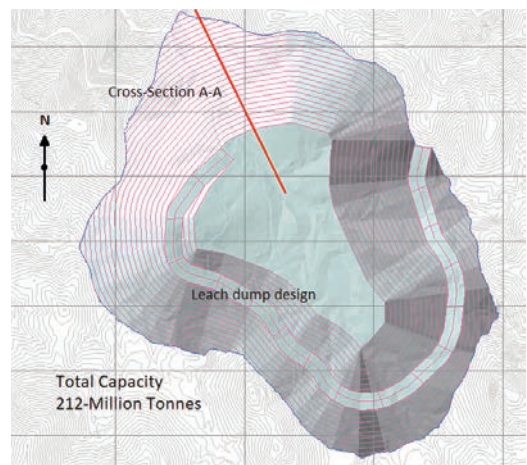 Cross-Section A-A
N
Leach dump design
Total Capacity
212-Million Tonnes